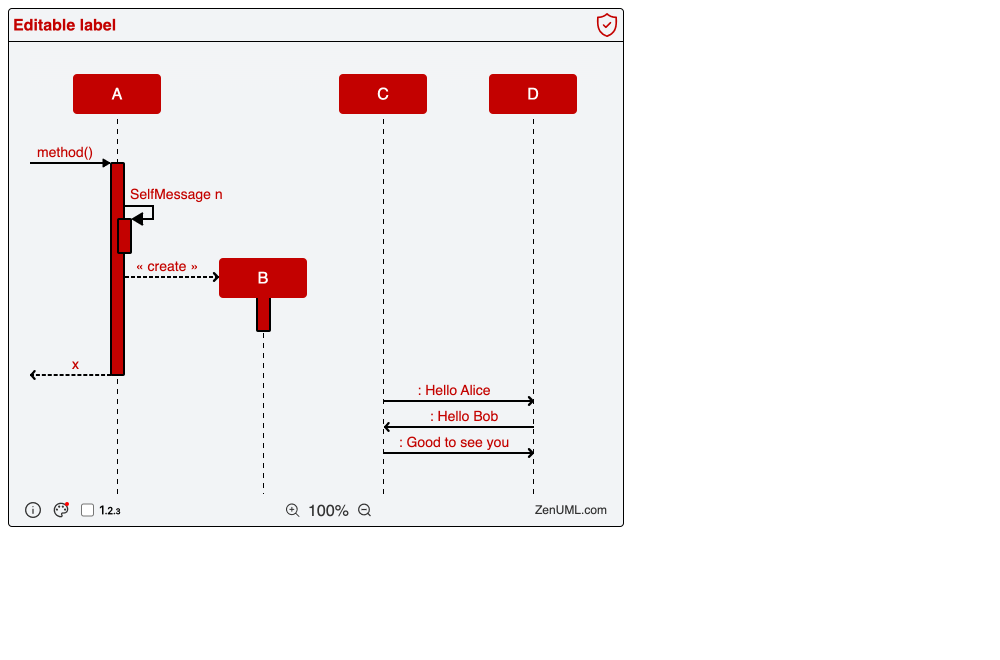 Editable label
A
C
D
method()
SelfMessage n
« create »
B
x
: Hello Alice
: Hello Bob
: Good to see you
1.2.3
100%
ZenUML.com